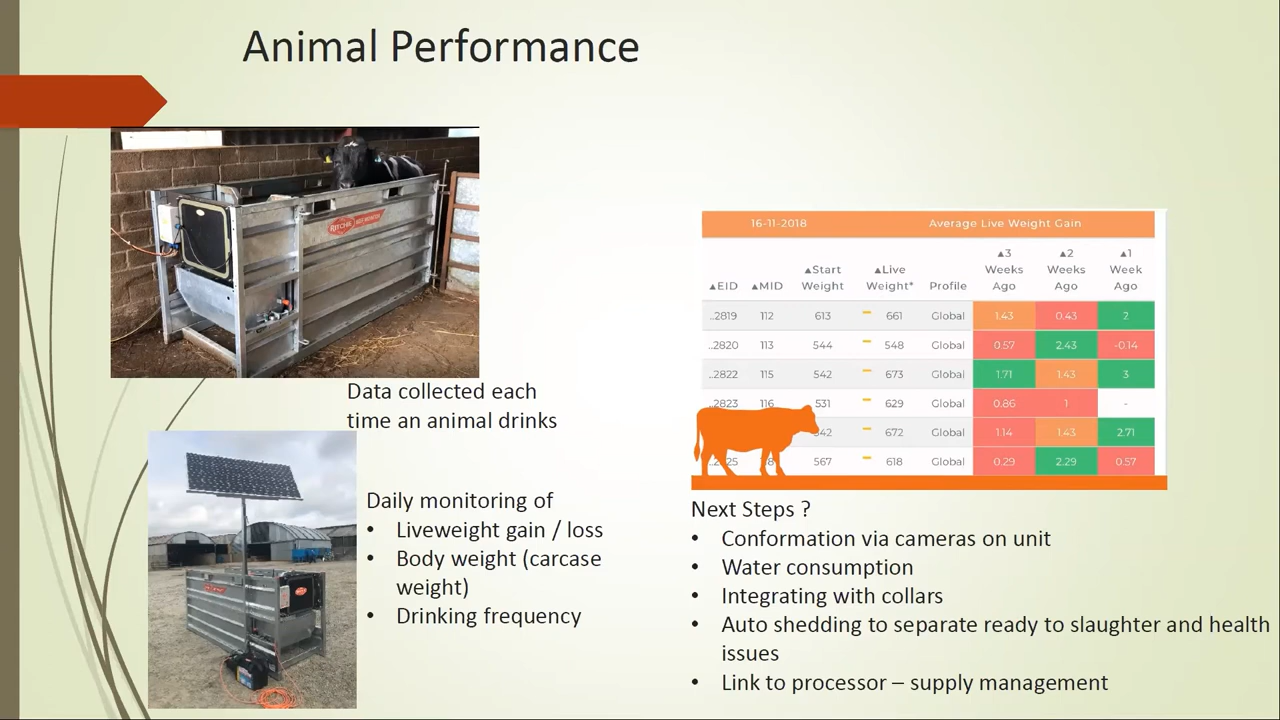 Animal Performance
RITCHIE BEEF MONITOR
Data collected each
time an animal drinks
Daily monitoring of
• Liveweight gain / loss
• Body weight (carcase
weight)
• Drinking frequency
16-11-2018 Average Live Weight Gain
▲EID ▲MID ▲Start Weight ▲Live Weight* Profile ▲3 Weeks Ago ▲2 Weeks Ago ▲1 Week Ago
..2819 112 613 661 Global 1.43 0.43 2
..2820 113 544 548 Global 0.57 2.43 -0.14
..2822 115 542 673 Global 1.71 1.43 3
..2823 116 531 629 Global 0.86 1 -
672 Global 1.14 1.43 2.71
567 618 Global 0.29 2.29 0.57
Next Steps ?
• Conformation via cameras on unit
• Water consumption
• Integrating with collars
• Auto shedding to separate ready to slaughter and health
issues
• Link to processor – supply management